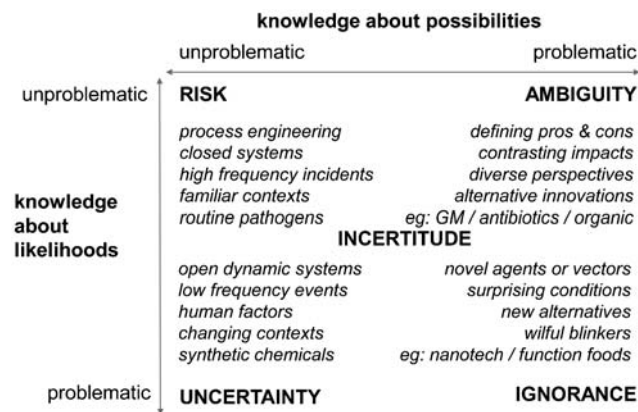 knowledge about possibilities
unproblematic problematic
unproblematic RISK AMBIGUITY
process engineering defining pros & cons
closed systems contrasting impacts
high frequency incidents diverse perspectives
familiar contexts alternative innovations
routine pathogens eg: GM / antibiotics / organic
knowledge
about
likelihoods
INCERTITUDE
open dynamic systems novel agents or vectors
low frequency events surprising conditions
human factors new alternatives
changing contexts wilful blinkers
synthetic chemicals eg: nanotech / function foods
problematic UNCERTAINTY IGNORANCE